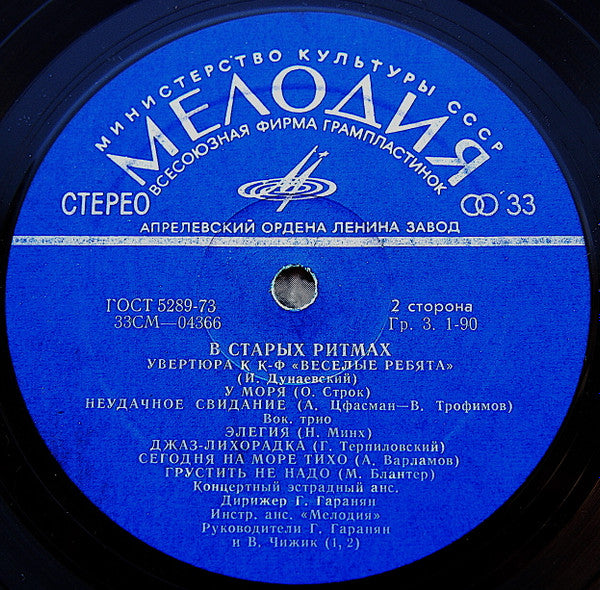 МИНИСТЕРСТВО КУЛЬТУРЫ СССР
МЕЛОДИЯ
ВСЕСОЮЗНАЯ ФИРМА ГРАМПЛАСТИНОК
СТЕРЕО 33
АПРЕЛЕВСКИЙ ОРДЕНА ЛЕНИНА ЗАВОД
ГОСТ 5289-73 2 сторона
33СМ—04366 Гр. 3. 1-90
В СТАРЫХ РИТМАХ
УВЕРТЮРА К К-Ф «ВЕСЕЛЫЕ РЕБЯТА»
(И. Дунаевский)
У МОРЯ (О. Строк)
НЕУДАЧНОЕ СВИДАНИЕ (А. Цфасман—В. Трофимов)
Вок. трио
ЭЛЕГИЯ (Н. Минх)
ДЖАЗ-ЛИХОРАДКА (Г. Терпиловский)
СЕГОДНЯ НА МОРЕ ТИХО (А. Варламов)
ГРУСТИТЬ НЕ НАДО (М. Блантер)
Концертный эстрадный анс.
Дирижер Г. Гаранян
Инстр. анс. «Мелодия»
Руководители Г. Гаранян
и В. Чижик (1, 2)